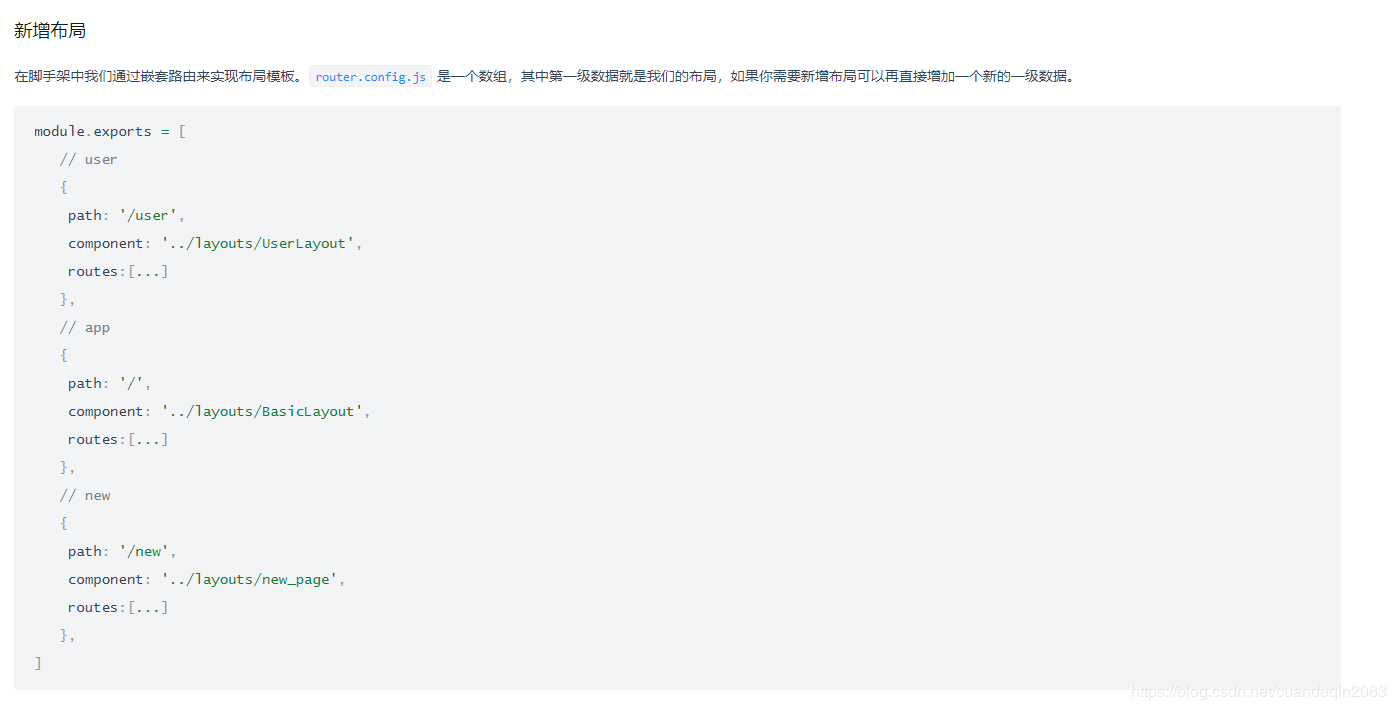 新增布局
在脚手架中我们通过嵌套路由来实现布局模板。 router.config.js 是一个数组，其中第一级数据就是我们的布局，如果你需要新增布局可以再直接增加一个新的一级数据。
module.exports = [
   // user
   {
    path: '/user',
    component: '../layouts/UserLayout',
    routes:[...]
   },
   // app
   {
    path: '/',
    component: '../layouts/BasicLayout',
    routes:[...]
   },
   // new
   {
    path: '/new',
    component: '../layouts/new_page',
    routes:[...]
   },
]
https://blog.csdn.net/cuandeqin2083